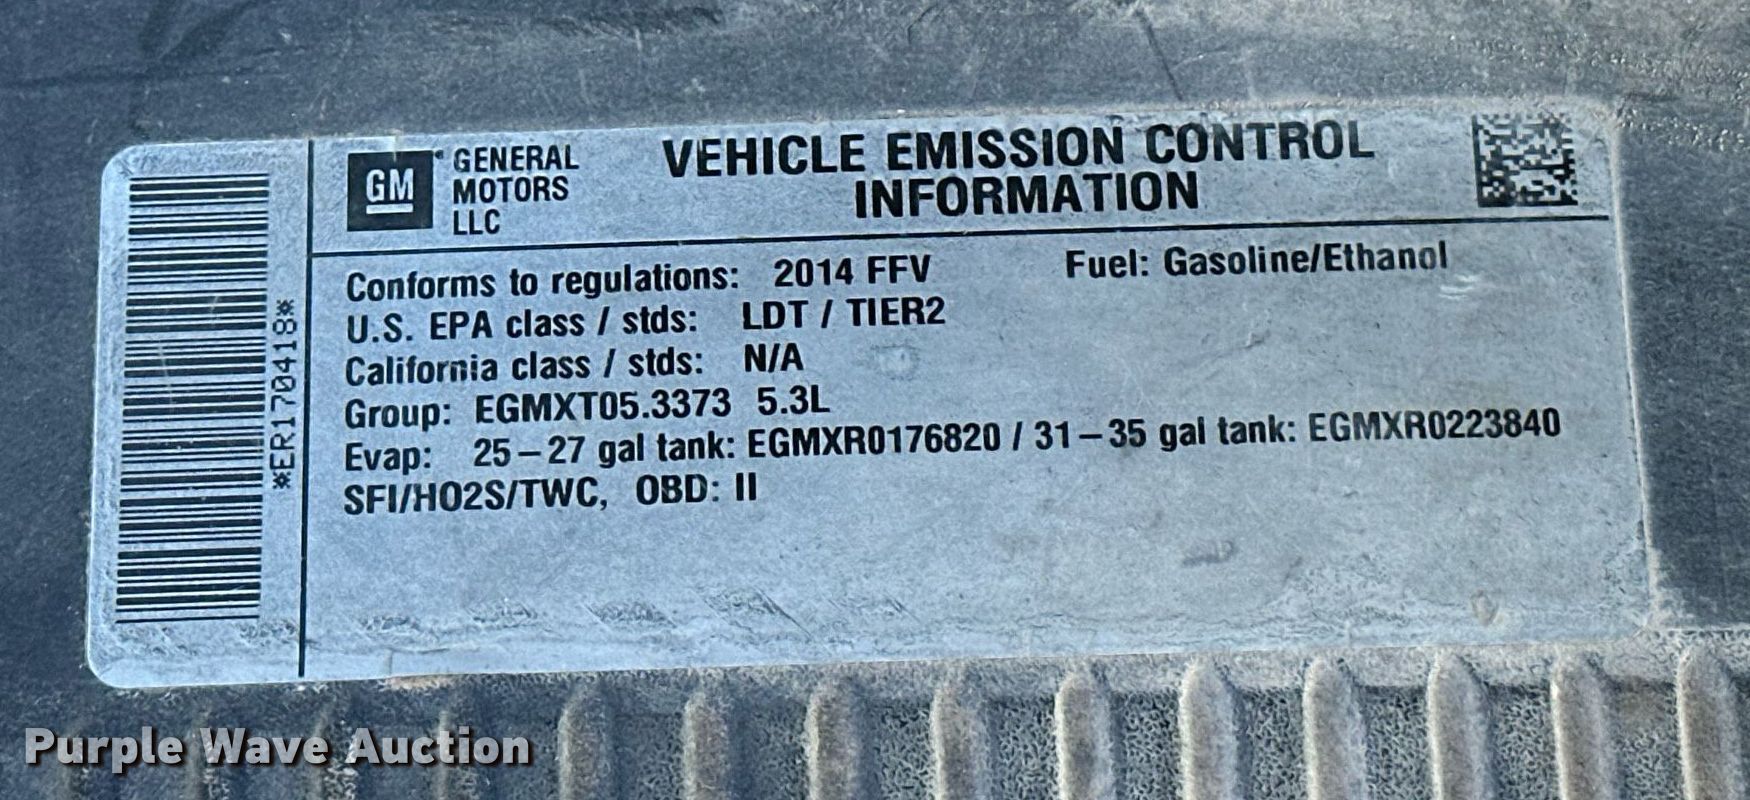 GM GENERAL MOTORS LLC
VEHICLE EMISSION CONTROL
INFORMATION
Conforms to regulations: 2014 FFV Fuel: Gasoline/Ethanol
U.S. EPA class / stds: LDT / TIER2
California class / stds: N/A
Group: EGMXT05.3373 5.3L
Evap: 25–27 gal tank: EGMXR0176820 / 31–35 gal tank: EGMXR0223840
SFI/HO2S/TWC, OBD: II
*ER170418*
Purple Wave Auction